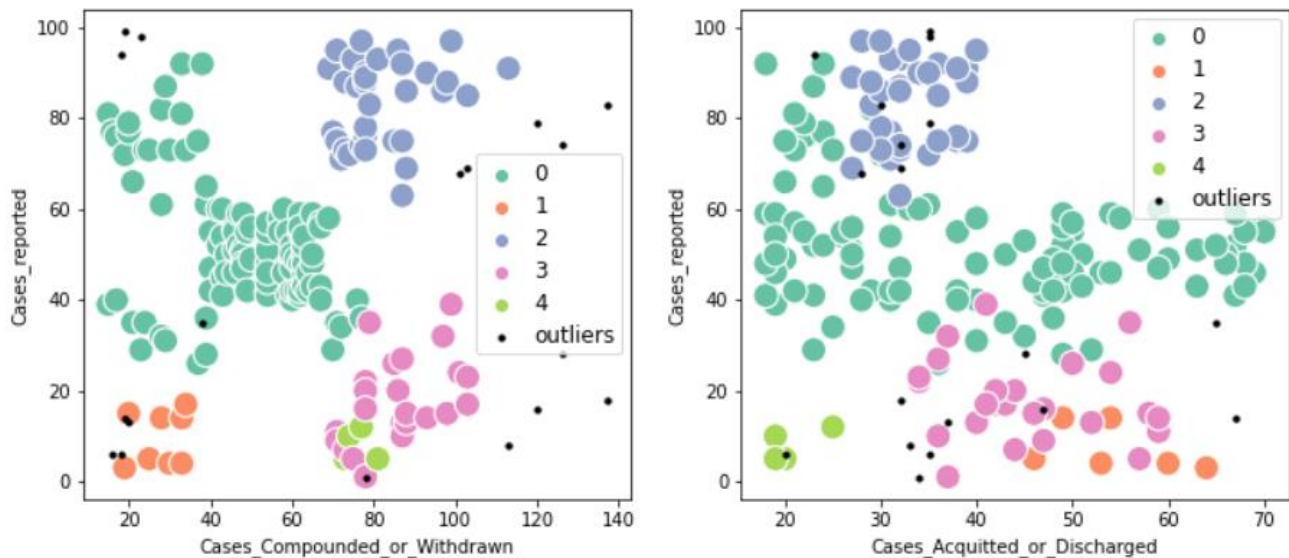 100
80
60
40
20
0
Cases_reported
20 40 60 80 100 120 140
Cases_Compounded_or_Withdrawn
0
1
2
3
4
outliers
100
80
60
40
20
0
Cases_reported
20 30 40 50 60 70
Cases_Acquitted_or_Discharged
0
1
2
3
4
outliers